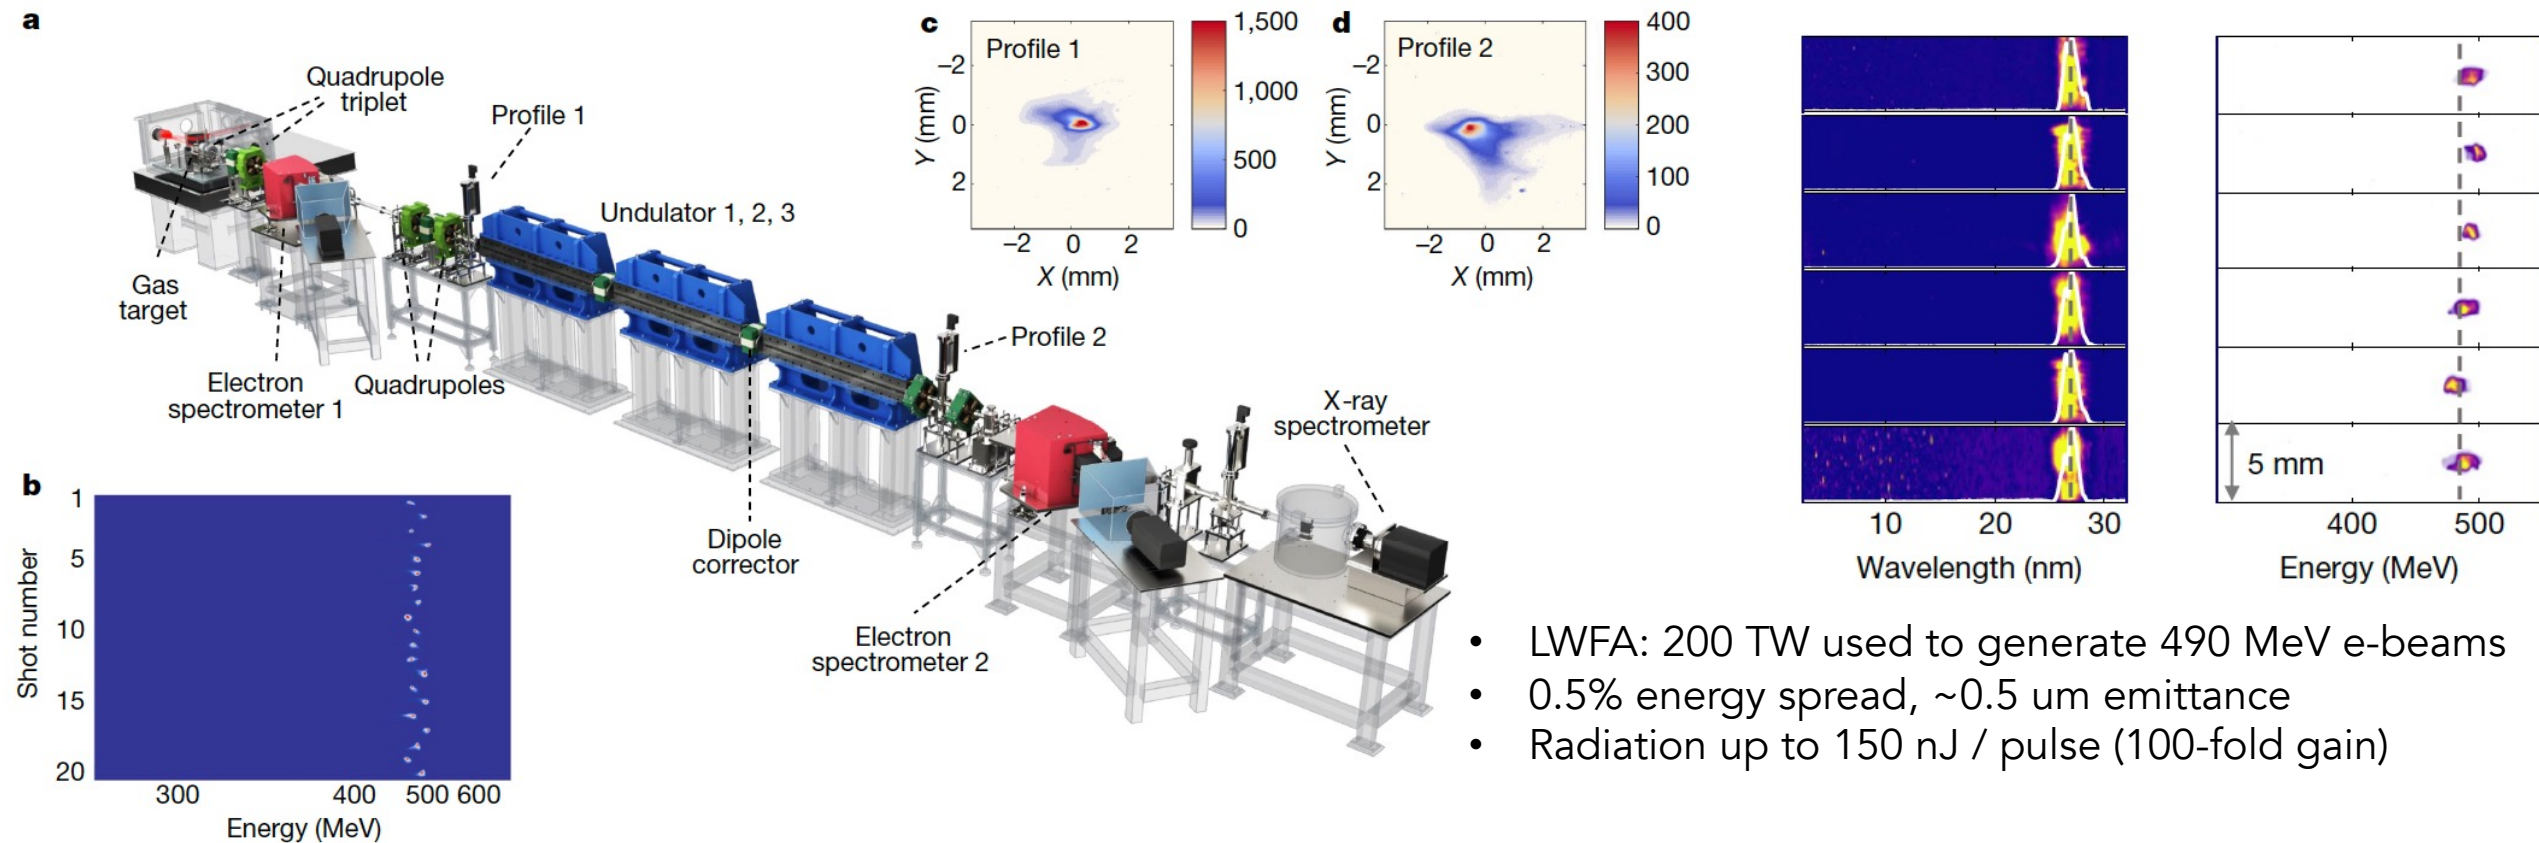 a
Quadrupole
triplet
Profile 1
Undulator 1, 2, 3
Gas
target
Electron
spectrometer 1
Quadrupoles
Profile 2
X-ray
spectrometer
Dipole
corrector
Electron
spectrometer 2
b
Shot number
1
5
10
15
20
300 400 500 600
Energy (MeV)
c
Profile 1
Y (mm)
−2
0
2
−2 0 2
X (mm)
1,500
1,000
500
0
d
Profile 2
Y (mm)
−2
0
2
−2 0 2
X (mm)
400
300
200
100
0
10 20 30
Wavelength (nm)
5 mm
400 500
Energy (MeV)
• LWFA: 200 TW used to generate 490 MeV e-beams
• 0.5% energy spread, ~0.5 um emittance
• Radiation up to 150 nJ / pulse (100-fold gain)